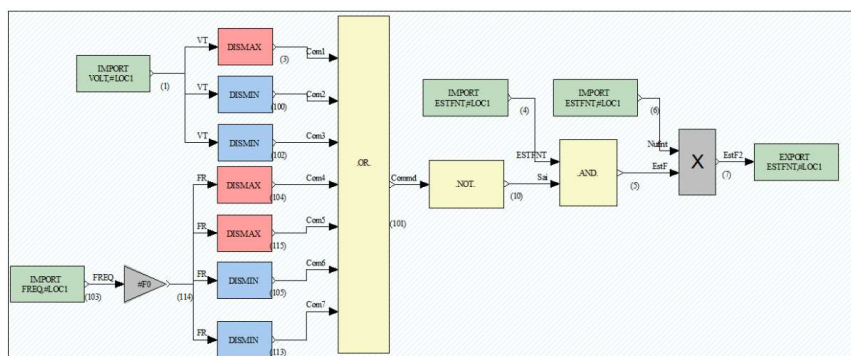 IMPORT
VOLT,#LOC1
(1)
VT
DISMAX
(3)
Com1
VT
DISMIN
(100)
Com2
VT
DISMIN
(102)
Com3
IMPORT
FREQ,#LOC1
(103)
FREQ
#F0
(114)
FR
DISMAX
(104)
Com4
FR
DISMAX
(115)
Com5
FR
DISMIN
(105)
Com6
FR
DISMIN
(113)
Com7
.OR.
(101)
Commd
.NOT.
(10)
Sai
IMPORT
ESTFNT,#LOC1
(4)
ESTFNT
.AND.
(5)
EstF
IMPORT
ESTFNT,#LOC1
(6)
X
(7)
EstF2
EXPORT
ESTFNT,#LOC1